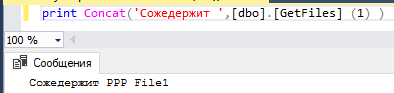 print Concat('Сожедержит ',[dbo].[GetFiles] (1) )
100 %
Сообщения
Сожедержит PPP File1